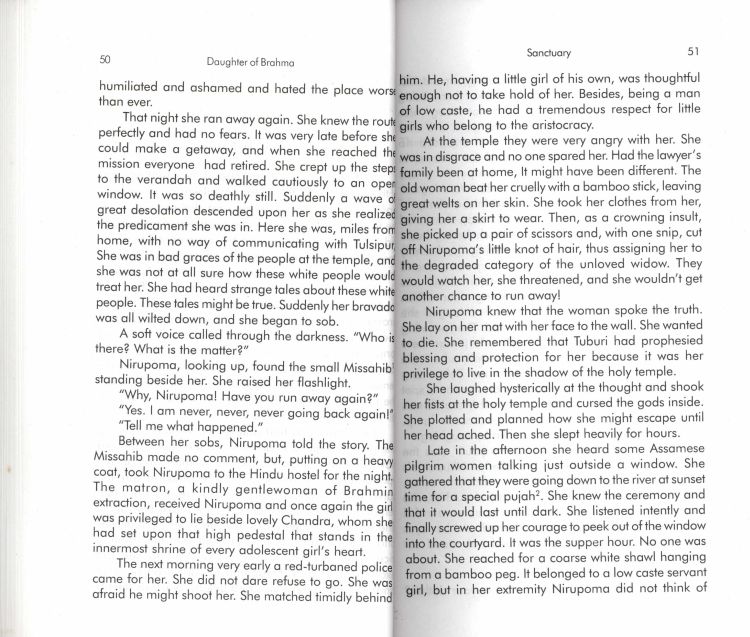 50
Daughter of Brahma
humiliated and ashamed and hated the place worse
than ever.
That night she ran away again. She knew the route
perfectly and had no fears. It was very late before she
could make a getaway, and when she reached the
mission everyone had retired. She crept up the steps
to the verandah and walked cautiously to an open
window. It was so deathly still. Suddenly a wave of
great desolation descended upon her as she realized
the predicament she was in. Here she was, miles from
home, with no way of communicating with Tulsipur,
She was in bad graces of the people at the temple, and
she was not at all sure how these white people would
treat her. She had heard strange tales about these white
people. These tales might be true. Suddenly her bravado
was all wilted down, and she began to sob.
A soft voice called through the darkness. "Who is
there? What is the matter?"
Nirupoma, looking up, found the small Missahib¹
standing beside her. She raised her flashlight.
"Why, Nirupoma! Have you run away again?"
"Yes. I am never, never, never going back again!"
"Tell me what happened."
Between her sobs, Nirupoma told the story. The
Missahib made no comment, but, putting on a heavy
coat, took Nirupoma to the Hindu hostel for the night.
The matron, a kindly gentlewoman of Brahmin
extraction, received Nirupoma and once again the girl
was privileged to lie beside lovely Chandra, whom she
had set upon that high pedestal that stands in the
innermost shrine of every adolescent girl's heart.
The next morning very early a red-turbaned police
came for her. She did not dare refuse to go. She was
afraid he might shoot her. She matched timidly behind
Sanctuary
51
him. He, having a little girl of his own, was thoughtful
enough not to take hold of her. Besides, being a man
of low caste, he had a tremendous respect for little
girls who belong to the aristocracy.
At the temple they were very angry with her. She
was in disgrace and no one spared her. Had the lawyer's
family been at home, It might have been different. The
old woman beat her cruelly with a bamboo stick, leaving
great welts on her skin. She took her clothes from her,
giving her a skirt to wear. Then, as a crowning insult,
she picked up a pair of scissors and, with one snip, cut
off Nirupoma's little knot of hair, thus assigning her to
the degraded category of the unloved widow. They
would watch her, she threatened, and she wouldn't get
another chance to run away!
Nirupoma knew that the woman spoke the truth.
She lay on her mat with her face to the wall. She wanted
to die. She remembered that Tuburi had prophesied
blessing and protection for her because it was her
privilege to live in the shadow of the holy temple.
She laughed hysterically at the thought and shook
her fists at the holy temple and cursed the gods inside.
She plotted and planned how she might escape until
her head ached. Then she slept heavily for hours.
Late in the afternoon she heard some Assamese
pilgrim women talking just outside a window. She
gathered that they were going down to the river at sunset
time for a special pujah². She knew the ceremony and
that it would last until dark. She listened intently and
finally screwed up her courage to peek out of the window
into the courtyard. It was the supper hour. No one was
about. She reached for a coarse white shawl hanging
from a bamboo peg. It belonged to a low caste servant
girl, but in her extremity Nirupoma did not think of